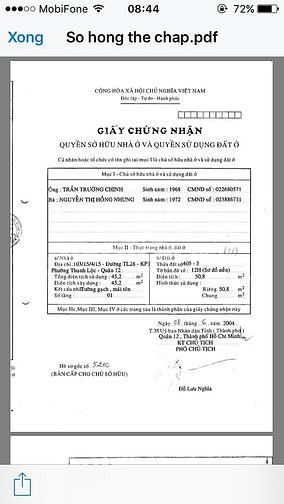 MobiFone 08:44 72%
Xong So hong the chap.pdf
CỘNG HÒA XÃ HỘI CHỦ NGHĨA VIỆT NAM
Độc lập - Tự do - Hạnh phúc
GIẤY CHỨNG NHẬN
QUYỀN SỞ HỮU NHÀ Ở VÀ QUYỀN SỬ DỤNG ĐẤT Ở
Cá nhân hoặc tổ chức có tên ghi tại mục I là chủ sở hữu nhà ở và sử dụng đất ở
Mục I - Chủ sở hữu nhà ở và sử dụng đất ở
Ông : TRẦN TRƯỜNG CHINH Sinh năm : 1968 CMND số : 022680571
Bà : NGUYỄN THỊ HỒNG NHUNG Sinh năm : 1972 CMND số : 023886731
Mục II - Thực trạng nhà ở, đất ở
a/ Nhà ở b/ Đất ở
Địa chỉ: 103/15/4/15 - Đường TL28 - KP3 Thửa đất số: 405 - 3
Phường Thạnh Lộc - Quận 12 Tờ bản đồ số : 12H (Sơ đồ nền)
Tổng diện tích sử dụng : 45,2 m2 Diện tích : 50,8 m2
Diện tích xây dựng : 45,2 m2 Hình thức sử dụng :
Kết cấu nhà: Tường gạch , mái tôn Riêng : 50,8 m2
Số tầng : 01 Chung : m2
Mục IIc, Mục III, Mục IV ở các trang sau là thành phần của giấy chứng nhận này
Ngày 08 tháng 6 năm 2004
T.M Uỷ ban Nhân dân Tỉnh ( Thành phố )
Quận 12 , Thành phố Hồ Chí Minh
KT CHỦ TỊCH
PHÓ CHỦ TỊCH
Hồ sơ gốc số 5210
(BẢN CẤP CHO CHỦ SỞ HỮU)
Đỗ Lưu Nghĩa